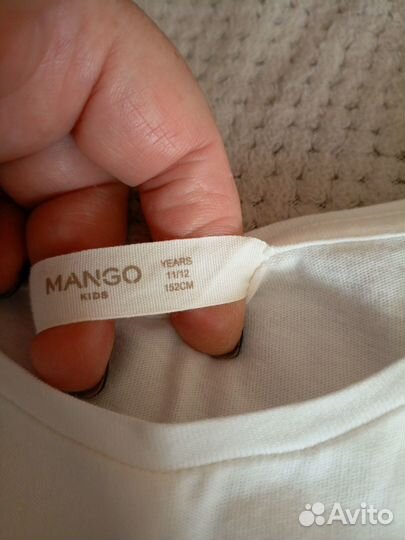 MANGO
KIDS
YEARS
11/12
152CM
Avito